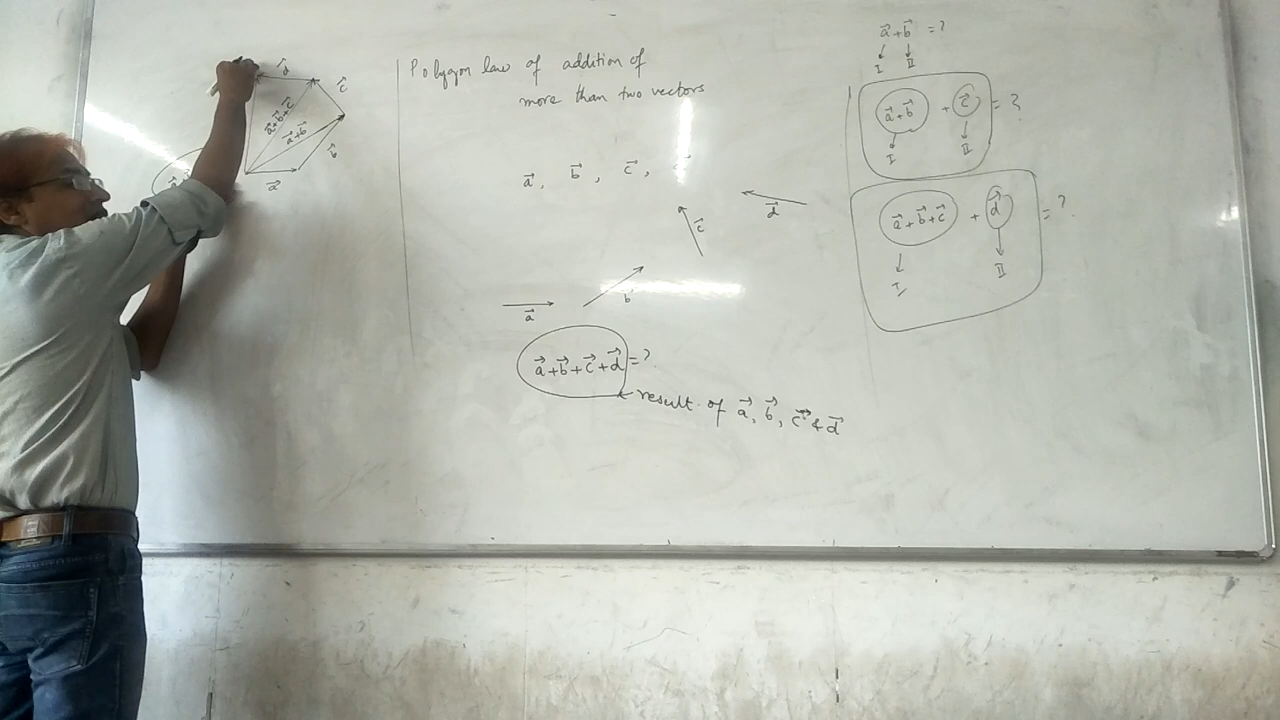 d⃗
c⃗
a⃗+b⃗+c⃗
a⃗+b⃗
b⃗
a⃗
Polygon law of addition of
more than two vectors
a⃗, b⃗, c⃗,
d⃗
c⃗
b⃗
a⃗
a⃗+b⃗+c⃗+d⃗=?
result of a⃗, b⃗, c⃗ & d⃗
a⃗+b⃗ =?
I II
a⃗+b⃗ + c⃗ = ?
I II
a⃗+b⃗+c⃗ + d⃗ = ?
I II